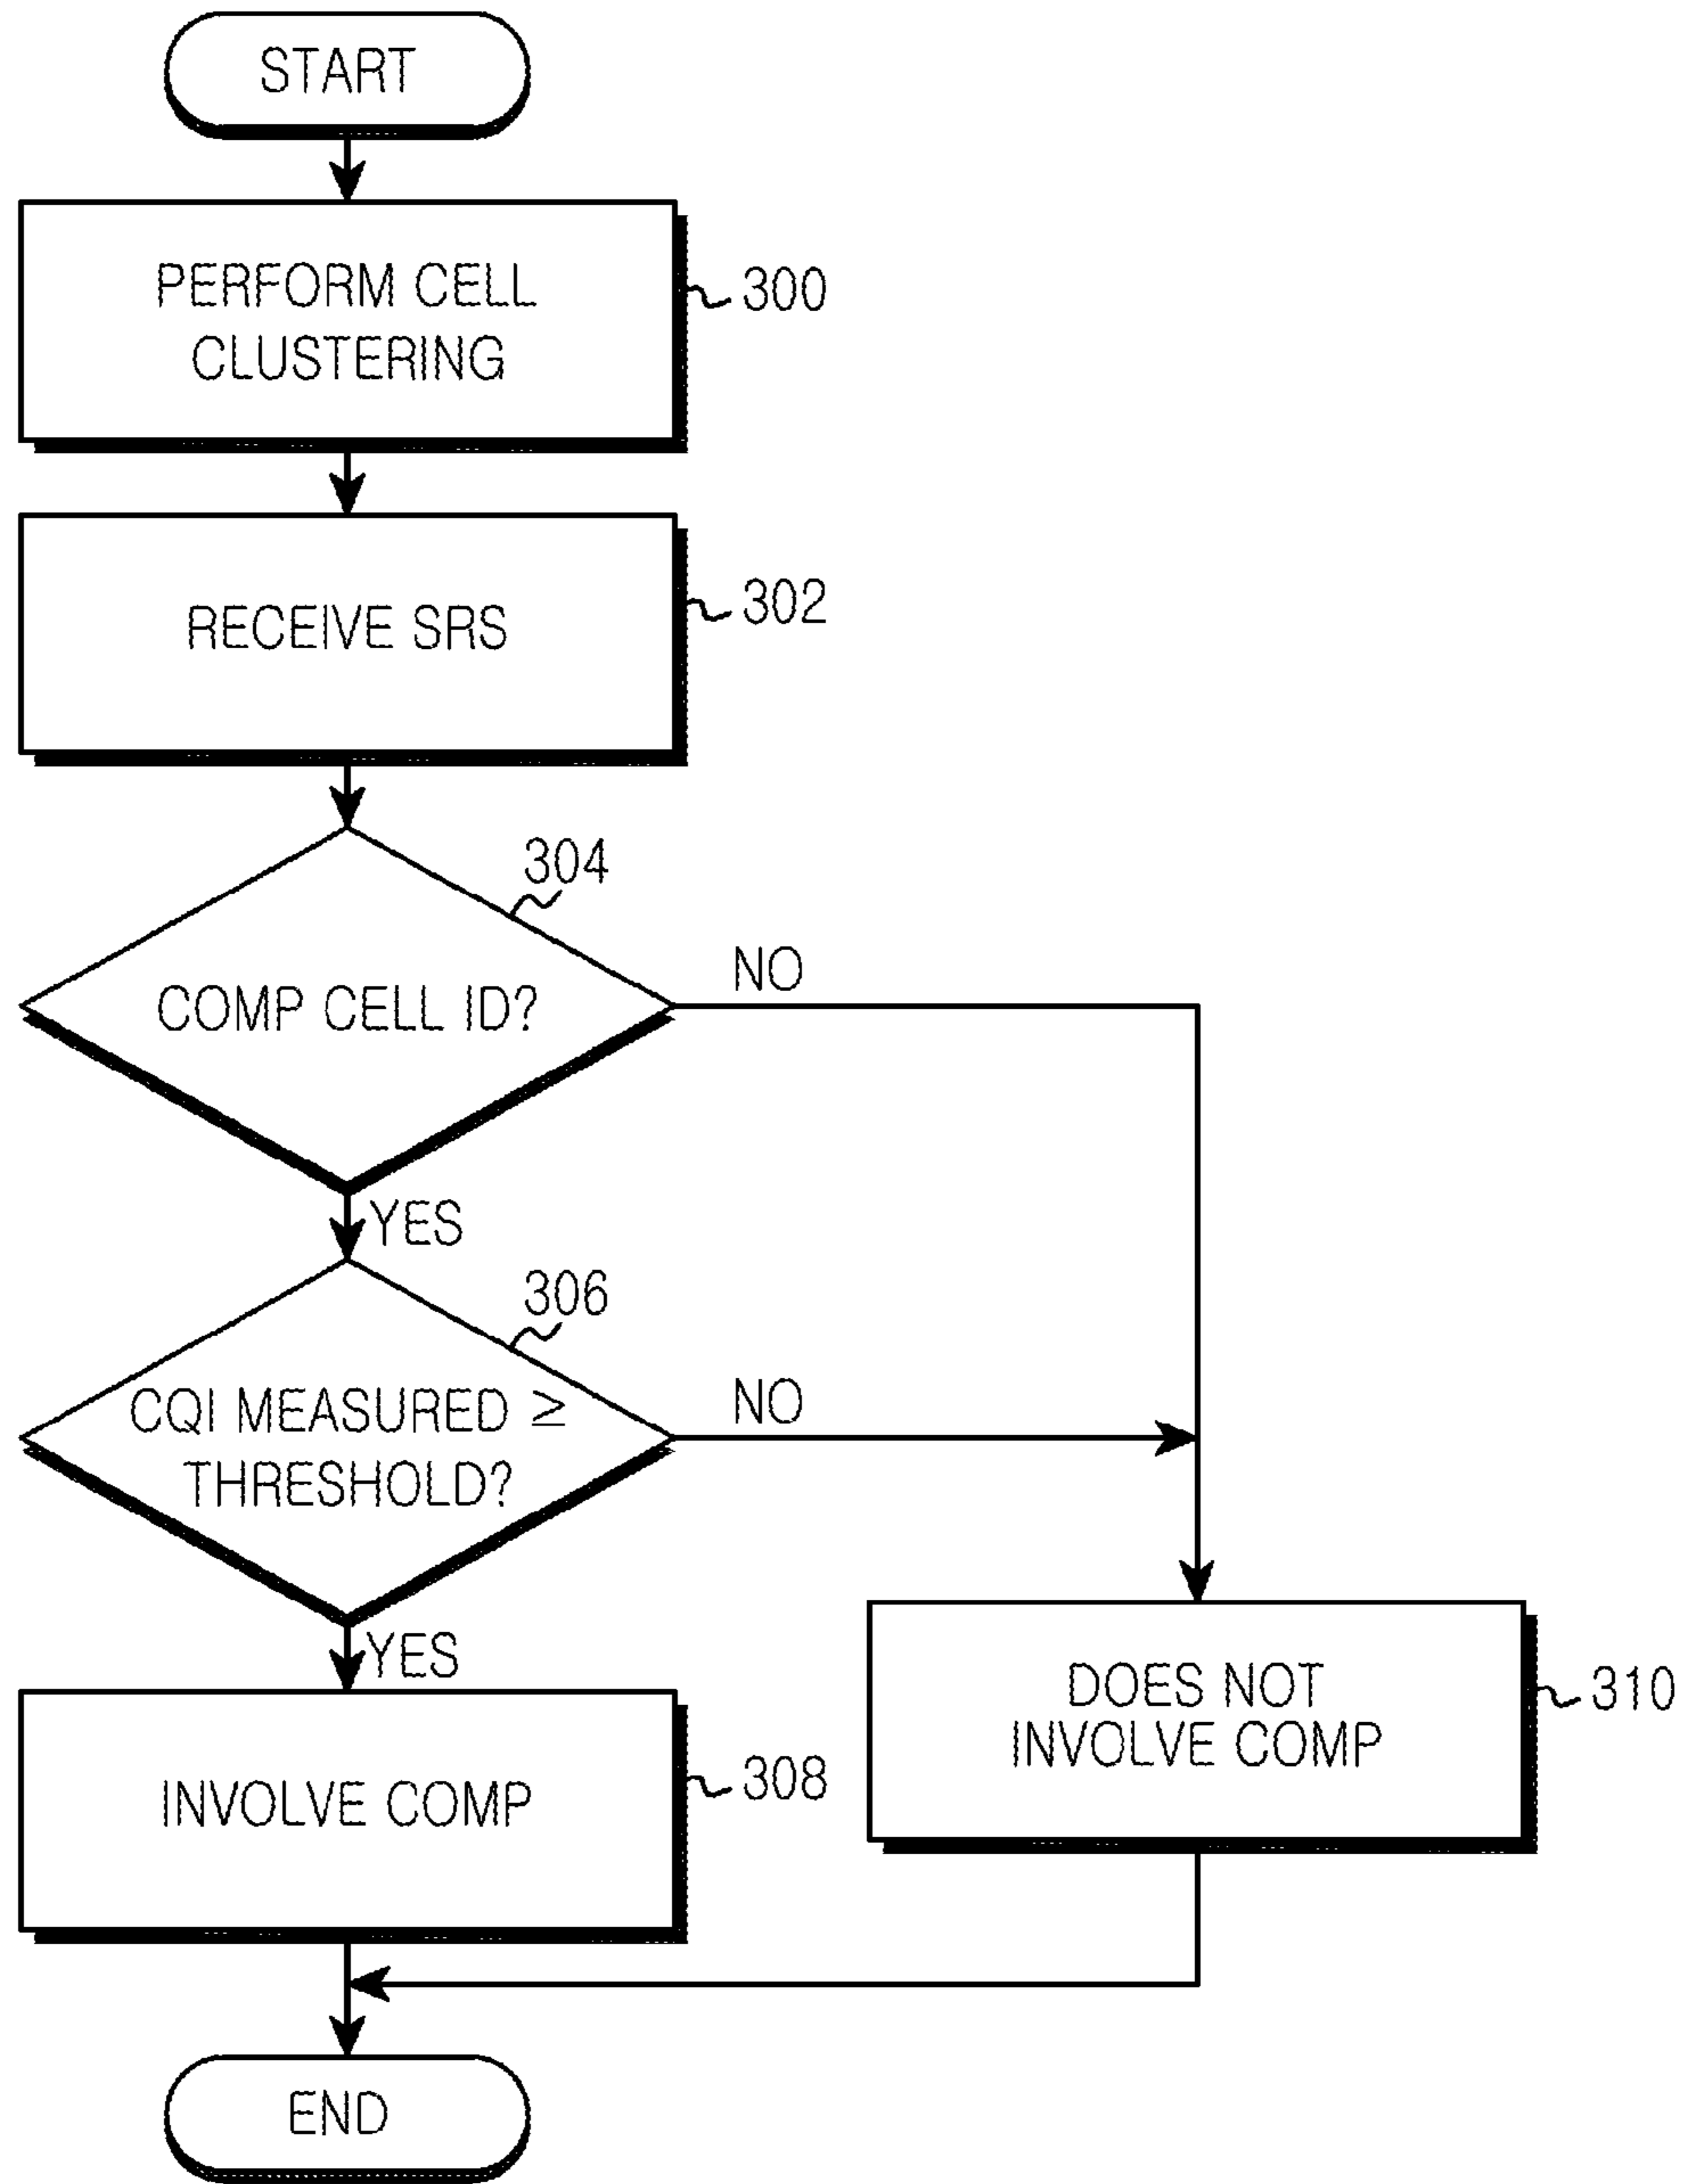 START
PERFORM CELL
CLUSTERING
300
RECEIVE SRS
302
304
COMP CELL ID?
NO
YES
306
CQI MEASURED ≥
THRESHOLD?
NO
YES
INVOLVE COMP
308
DOES NOT
INVOLVE COMP
310
END